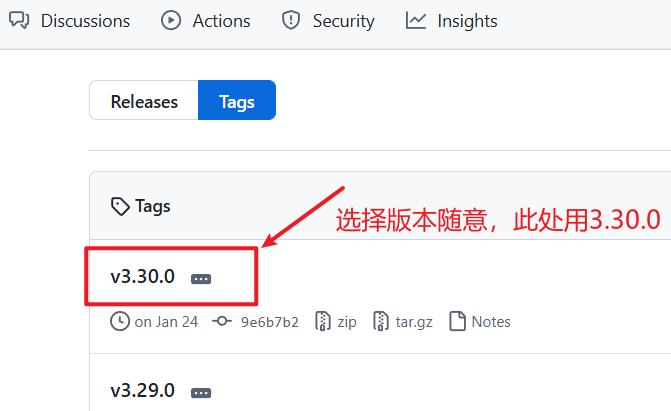 Discussions Actions Security Insights
Releases Tags
Tags
选择版本随意，此处用3.30.0
v3.30.0
on Jan 24 9e6b7b2 zip tar.gz Notes
v3.29.0